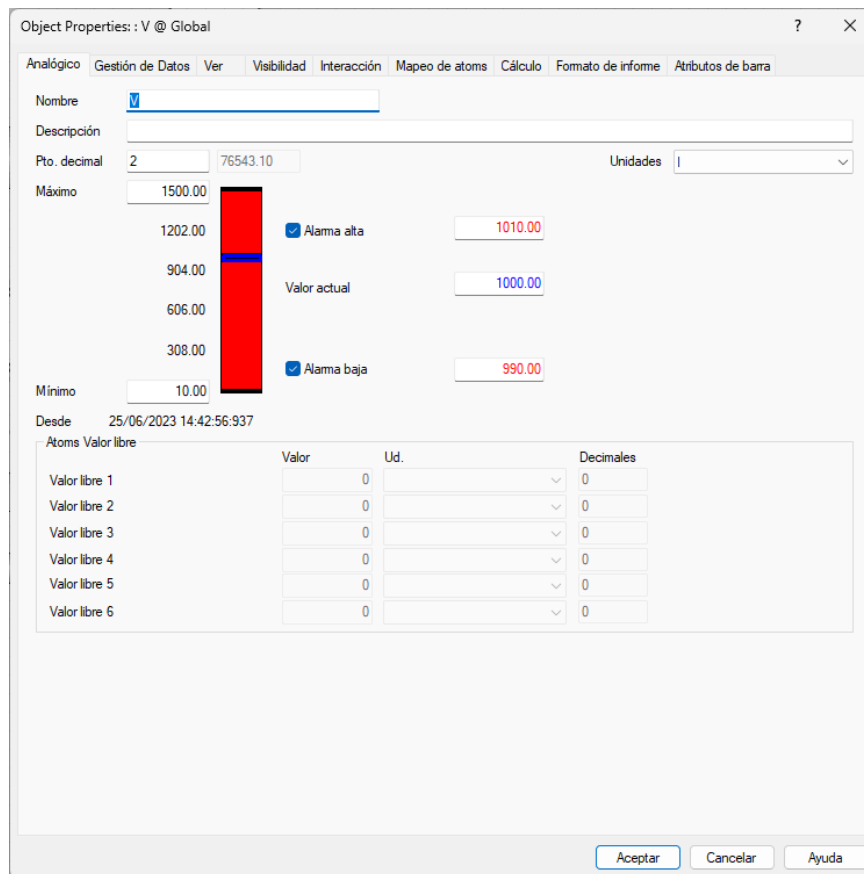 Object Properties: : V @ Global ? ×
Analógico Gestión de Datos Ver Visibilidad Interacción Mapeo de atoms Cálculo Formato de informe Atributos de barra
Nombre V
Descripción
Pto. decimal 2 76543.10 Unidades l
Máximo 1500.00
1202.00 Alarma alta 1010.00
904.00
Valor actual 1000.00
606.00
308.00
Alarma baja 990.00
Mínimo 10.00
Desde 25/06/2023 14:42:56:937
Atoms Valor libre
Valor Ud. Decimales
Valor libre 1 0 0
Valor libre 2 0 0
Valor libre 3 0 0
Valor libre 4 0 0
Valor libre 5 0 0
Valor libre 6 0 0
Aceptar Cancelar Ayuda